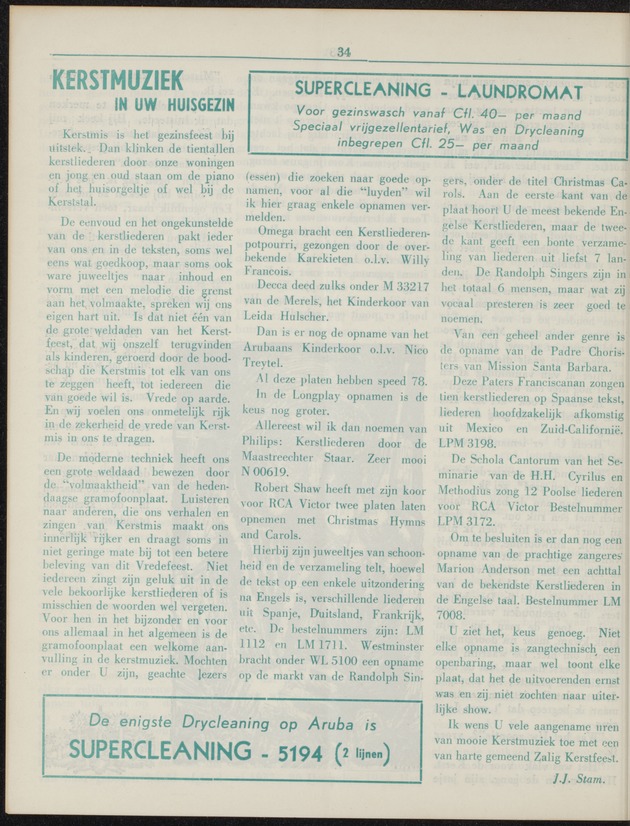 34
KERSTMUZIEK
IN UW HUISGEZIN
SUPERCLEANING - LAUNDROMAT
Voor gezinswasch vanaf Cfl. 40— per maand
Speciaal vrijgezellentarief, Was en Drycleaning
inbegrepen Cfl. 25— per maand
Kerstmis is het gezinsfeest bij
uitstek. Dan klinken de tientallen
kerstliederen door onze woningen
en jong en oud staan om de piano
of het huisorgeltje of wel bij de
Kerststal.
De eenvoud en het ongekunstelde
van de kerstliederen pakt ieder
van ons en in de teksten, soms wel
eens wat goedkoop, maar soms ook
ware juweeltjes naar inhoud en
vorm met een melodie die grenst
aan het volmaakte, spreken wij ons
eigen hart uit. Is dat niet één van
de grote weldaden van het Kerst-
feest, dat wij onszelf terugvinden
als kinderen, geroerd door de bood-
schap die Kerstmis tot elk van ons
te zeggen heeft, tot iedereen die
van goede wil is. Vrede op aarde.
En wij voelen ons onmetelijk rijk
in de zekerheid de vrede van Kerst-
mis in ons te dragen.
De moderne techniek heeft ons
een grote weldaad bewezen door
de "volmaaktheid" van de heden-
daagse gramofoonplaat. Luisteren
naar anderen, die ons verhalen en
zingen van Kerstmis maakt ons
innerlijk rijker en draagt soms in
niet geringe mate bij tot een betere
beleving van dit Vredefeest. Niet
iedereen zingt zijn geluk uit in de
vele bekoorlijke kerstliederen of is
misschien de woorden wel vergeten.
Voor hen in het bijzonder en voor
ons allemaal in het algemeen is de
gramofoonplaat een welkome aan-
vulling in de kerstmuziek. Mochten
er onder U zijn, geachte lezers
(essen) die zoeken naar goede op-
namen, voor al die "luyden" wil
ik hier graag enkele opnamen ver-
melden.
Omega bracht een Kerstliederen-
potpourri, gezongen door de over-
bekende Karekieten o.l.v. Willy
Francois.
Decca deed zulks onder M 33217
van de Merels, het Kinderkoor van
Leida Hulscher.
Dan is er nog de opname van het
Arubaans Kinderkoor o.l.v. Nico
Treytel.
Al deze platen hebben speed 78.
In de Longplay opnamen is de
keus nog groter.
Allereest wil ik dan noemen van
Philips: Kerstliederen door de
Maastreechter Staar. Zeer mooi
N 00619.
Robert Shaw heeft met zijn koor
voor RCA Victor twee platen laten
opnemen met Christmas Hymns
and Carols.
Hierbij zijn juweeltjes van schoon-
heid en de verzameling telt, hoewel
de tekst op een enkele uitzondering
na Engels is, verschillende liederen
uit Spanje, Duitsland, Frankrijk,
etc. De bestelnummers zijn: LM
1112 en LM 1711. Westminster
bracht onder WL 5100 een opname
op de markt van de Randolph Sin-
gers, onder de titel Christmas Ca-
rols. Aan de eerste kant van de
plaat hoort U de meest bekende En-
gelse Kerstliederen, maar de twee-
de kant geeft een bonte verzame-
ling van liederen uit liefst 7 lan-
den. De Randolph Singers zijn in
het totaal 6 mensen, maar wat zij
vocaal presteren is zeer goed te
noemen.
Van een geheel ander genre is
de opname van de Padre Choris-
ters van Mission Santa Barbara.
Deze Paters Franciscanan zongen
tien kerstliederen op Spaanse tekst,
liederen hoofdzakelijk afkomstig
uit Mexico en Zuid-Californië.
LPM 3198.
De Schola Cantorum van het Se-
minarie van de H.H. Cyrilus en
Methodius zong 12 Poolse liederen
voor RCA Victor Bestelnummer
LPM 3172.
Om te besluiten is er dan nog een
opname van de prachtige zangeres
Marion Anderson met een achttal
van de bekendste Kerstliederen in
de Engelse taal. Bestelnummer LM
7008.
U ziet het, keus genoeg. Niet
elke opname is zangtechnisch een
openbaring, maar wel toont elke
plaat, dat het de uitvoerenden ernst
was en zij niet zochten naar uiter-
lijke show.
Ik wens U vele aangename uren
van mooie Kerstmuziek toe met een
van harte gemeend Zalig Kerstfeest.
J.J. Stam.
De enigste Drycleaning op Aruba is
SUPERCLEANING - 5194 (2 lijnen)